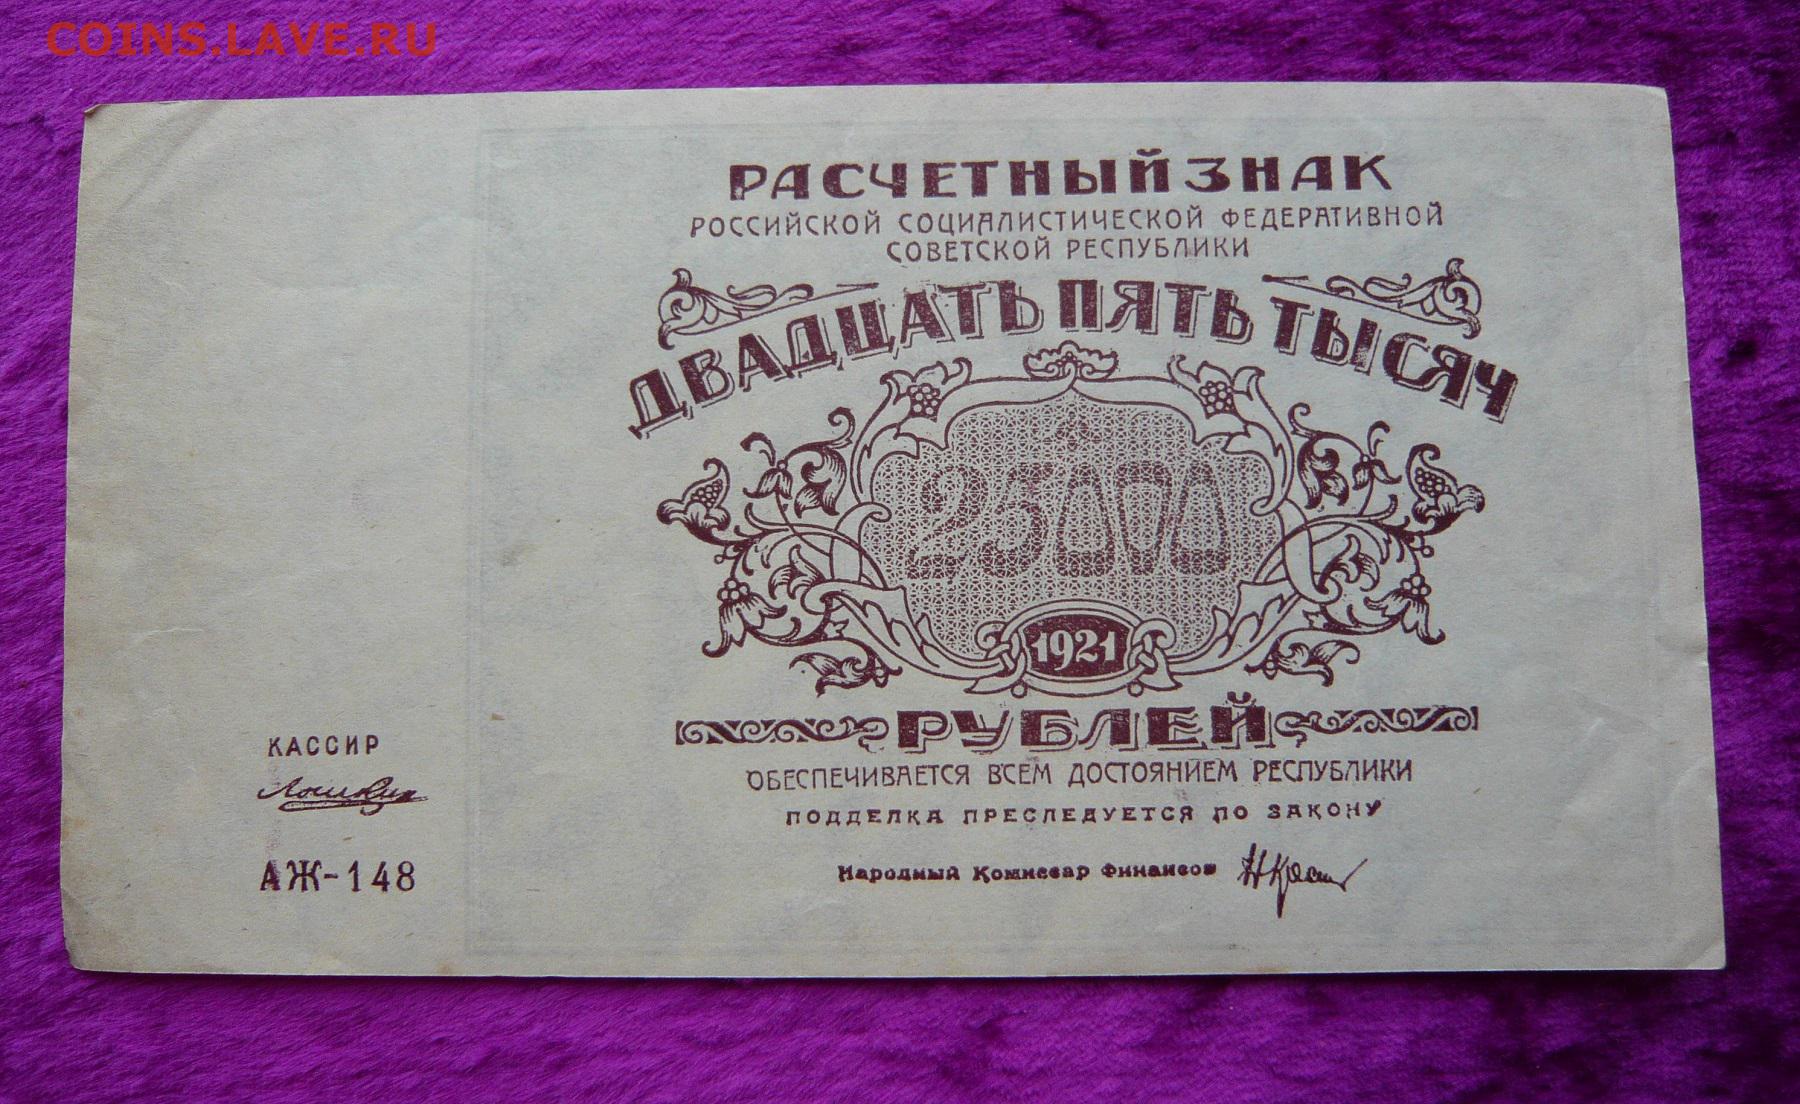 COINS.LAVE.RU
РАСЧЕТНЫЙ ЗНАК
РОССИЙСКОЙ СОЦИАЛИСТИЧЕСКОЙ ФЕДЕРАТИВНОЙ
СОВЕТСКОЙ РЕСПУБЛИКИ
ДВАДЦАТЬ ПЯТЬ ТЫСЯЧ
25000
1921
РУБЛЕЙ
ОБЕСПЕЧИВАЕТСЯ ВСЕМ ДОСТОЯНИЕМ РЕСПУБЛИКИ
ПОДДЕЛКА ПРЕСЛЕДУЕТСЯ ПО ЗАКОНУ
Народный Комиссар Финансов
КАССИР
АЖ-148